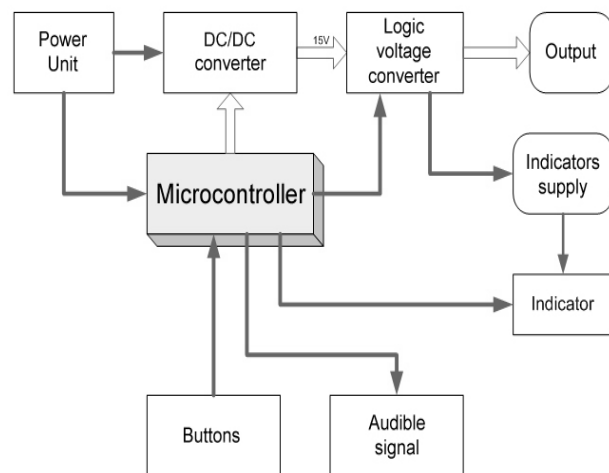 Power
Unit
DC/DC
converter
15V
Logic
voltage
converter
Output
Microcontroller
Indicators
supply
Indicator
Buttons
Audible
signal